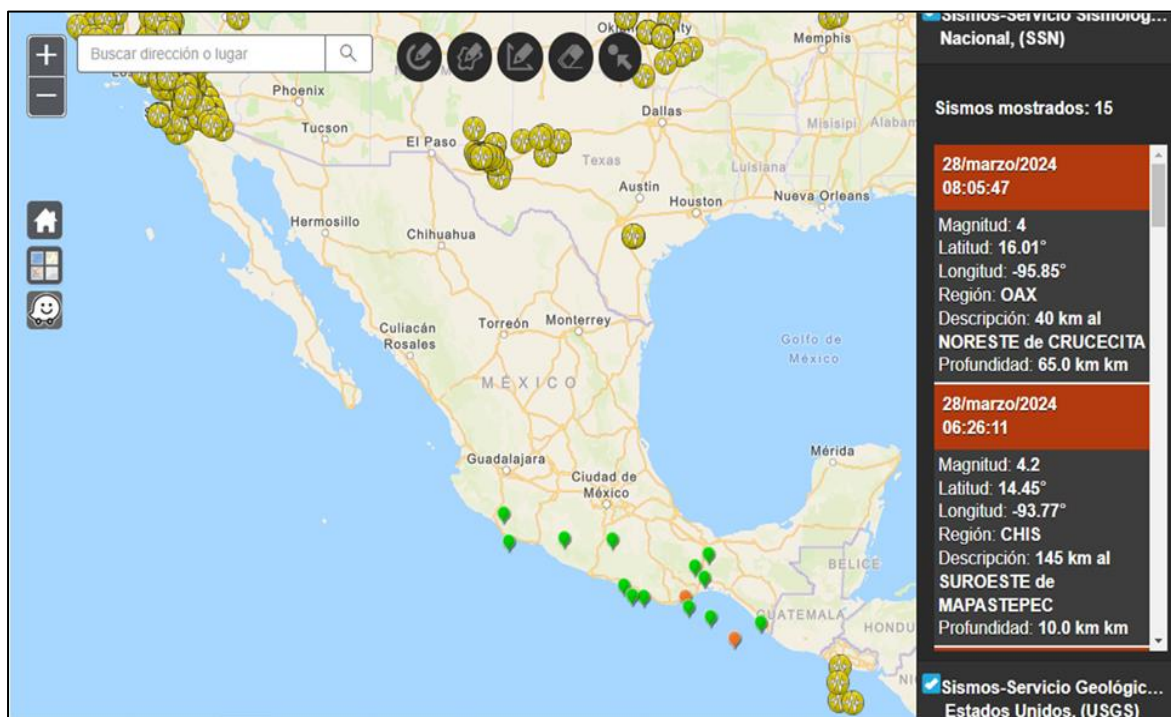 Sismos-Servicio Sismológ...
Nacional, (SSN)
Buscar dirección o lugar
Memphis
Phoenix
Tucson
Dallas
Misisipi
Alabam
El Paso
Texas
Luisiana
Austin
Houston
Nueva Orleans
Hermosillo
Chihuahua
Culiacán
Rosales
Torreón
Monterrey
Golfo de
México
MÉXICO
Mérida
Guadalajara
Ciudad de
México
BELICE
GUATEMALA
HONDU
NI
Sismos mostrados: 15
28/marzo/2024
08:05:47
Magnitud: 4
Latitud: 16.01°
Longitud: -95.85°
Región: OAX
Descripción: 40 km al
NORESTE de CRUCECITA
Profundidad: 65.0 km km
28/marzo/2024
06:26:11
Magnitud: 4.2
Latitud: 14.45°
Longitud: -93.77°
Región: CHIS
Descripción: 145 km al
SUROESTE de
MAPASTEPEC
Profundidad: 10.0 km km
Sismos-Servicio Geológic...
Estados Unidos, (USGS)